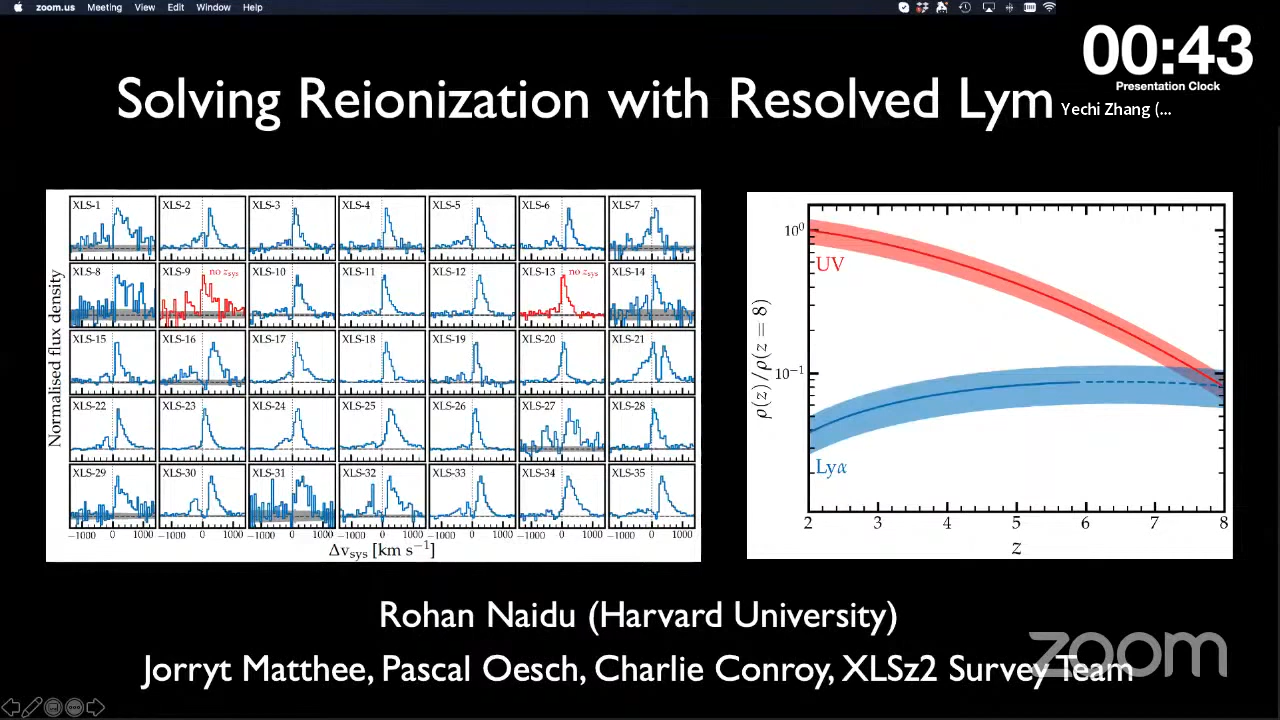 zoom.us Meeting View Edit Window Help
00:43
Presentation Clock
Yechi Zhang (...
Solving Reionization with Resolved Lym
XLS-1 XLS-2 XLS-3 XLS-4 XLS-5 XLS-6 XLS-7
XLS-8 XLS-9 no zsys XLS-10 XLS-11 XLS-12 XLS-13 no zsys XLS-14
XLS-15 XLS-16 XLS-17 XLS-18 XLS-19 XLS-20 XLS-21
XLS-22 XLS-23 XLS-24 XLS-25 XLS-26 XLS-27 XLS-28
XLS-29 XLS-30 XLS-31 XLS-32 XLS-33 XLS-34 XLS-35
Normalised flux density
−1000 0 1000 −1000 0 1000 −1000 0 1000 −1000 0 1000 −1000 0 1000 −1000 0 1000 −1000 0 1000
Δvsys [km s−1]
10⁰
UV
ρ(z)/ρ(z = 8)
10⁻¹
Lyα
2 3 4 5 6 7 8
z
Rohan Naidu (Harvard University)
Jorryt Matthee, Pascal Oesch, Charlie Conroy, XLSz2 Survey Team
zoom